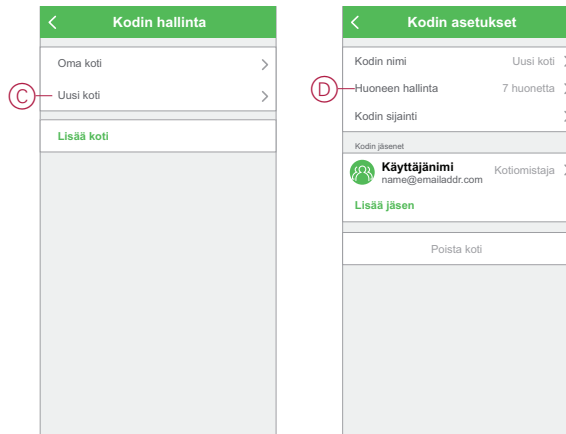 Kodin hallinta
Oma koti
C
Uusi koti
Lisää koti
Kodin asetukset
Kodin nimi Uusi koti
D
Huoneen hallinta 7 huonetta
Kodin sijainti
Kodin jäsenet
Käyttäjänimi
name@emailaddr.com
Kotiomistaja
Lisää jäsen
Poista koti